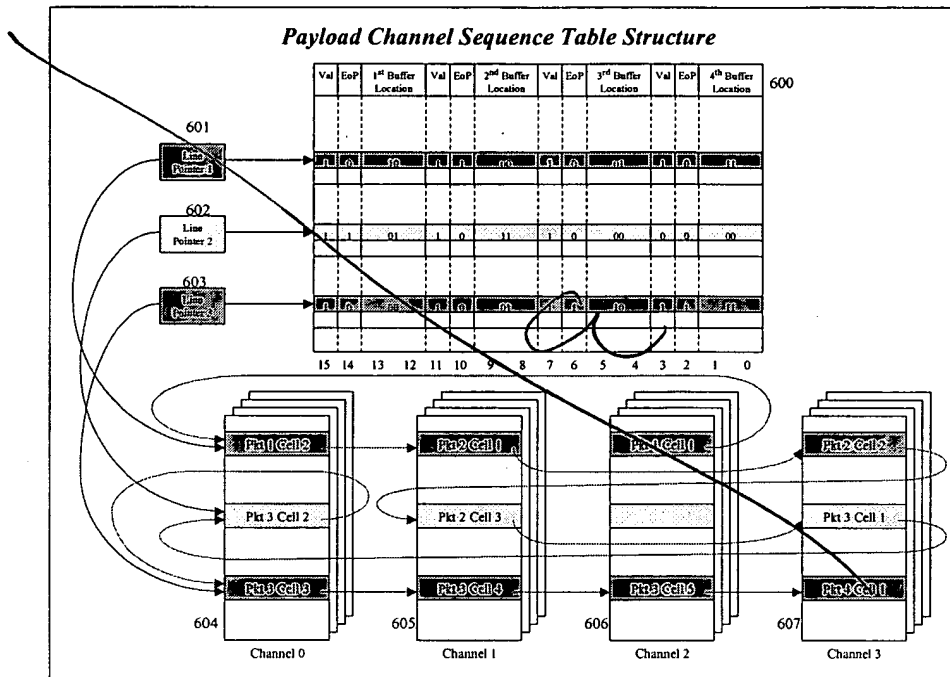 Payload Channel Sequence Table Structure
Val EoP 1st Buffer Location Val EoP 2nd Buffer Location Val EoP 3rd Buffer Location Val EoP 4th Buffer Location
600
601
Line Pointer 1
602
Line Pointer 2
1 1 01 1 0 11 1 0 00 0 0 00
603
Line Pointer
15 14 13 12 11 10 9 8 7 6 5 4 3 2 1 0
Pkt 1 Cell 2 Pkt 2 Cell 1 Pkt 1 Cell 1 Pkt 2 Cell 2
Pkt 3 Cell 2 Pkt 2 Cell 3 Pkt 3 Cell 1
Pkt 3 Cell 3 Pkt 3 Cell 4 Pkt 3 Cell 5 Pkt 4 Cell 1
604 605 606 607
Channel 0 Channel 1 Channel 2 Channel 3